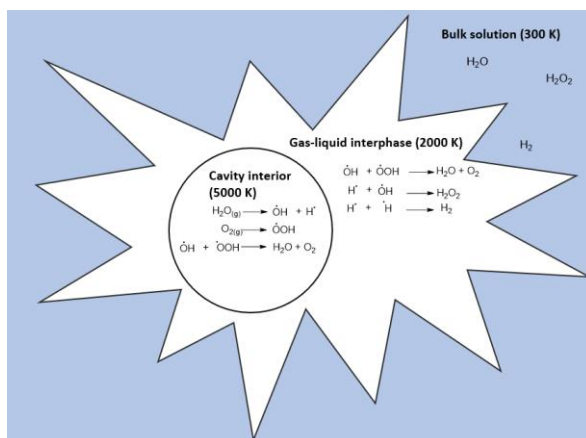 Bulk solution (300 K)
H₂O
H₂O₂
H₂
Gas-liquid interphase (2000 K)
ȮH + ȮOH ⟶ H₂O + O₂
H˙ + ȮH ⟶ H₂O₂
H˙ + ˙H ⟶ H₂
Cavity interior
(5000 K)
H₂O(g) ⟶ ȮH + H˙
O₂(g) ⟶ ȮOH
ȮH + ˙OOH ⟶ H₂O + O₂